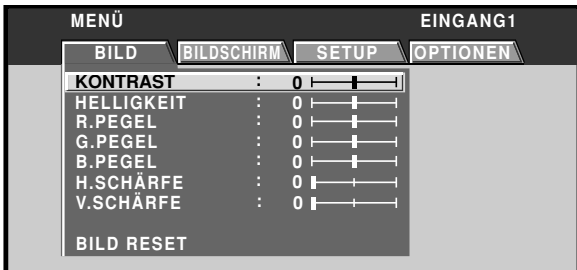 MENÜ EINGANG1
BILD BILDSCHIRM SETUP OPTIONEN
KONTRAST : 0
HELLIGKEIT : 0
R.PEGEL : 0
G.PEGEL : 0
B.PEGEL : 0
H.SCHÄRFE : 0
V.SCHÄRFE : 0
BILD RESET